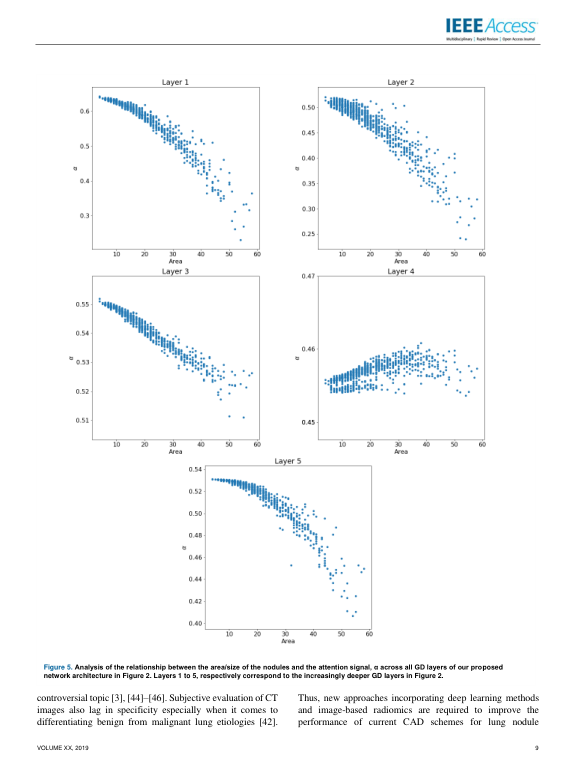 IEEE Access
Multidisciplinary | Rapid Review | Open Access Journal
Layer 1
0.6
0.5
0.4
0.3
α
10 20 30 40 50 60
Area
Layer 2
0.50
0.45
0.40
0.35
0.30
0.25
α
10 20 30 40 50 60
Area
Layer 3
0.55
0.54
0.53
0.52
0.51
α
10 20 30 40 50 60
Area
Layer 4
0.47
0.46
0.45
α
10 20 30 40 50 60
Area
Layer 5
0.54
0.52
0.50
0.48
0.46
0.44
0.42
0.40
α
10 20 30 40 50 60
Area
Figure 5. Analysis of the relationship between the area/size of the nodules and the attention signal, α across all GD layers of our proposed
network architecture in Figure 2. Layers 1 to 5, respectively correspond to the increasingly deeper GD layers in Figure 2.
controversial topic [3], [44]–[46]. Subjective evaluation of CT
images also lag in specificity especially when it comes to
differentiating benign from malignant lung etiologies [42].
Thus, new approaches incorporating deep learning methods
and image-based radiomics are required to improve the
performance of current CAD schemes for lung nodule
VOLUME XX, 2019
9